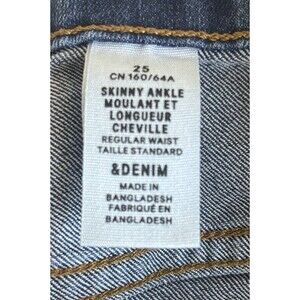 25
CN 160/64A
SKINNY ANKLE
MOULANT ET
LONGUEUR
CHEVILLE
REGULAR WAIST
TAILLE STANDARD
&DENIM
MADE IN
BANGLADESH
FABRIQUÉ EN
BANGLADESH